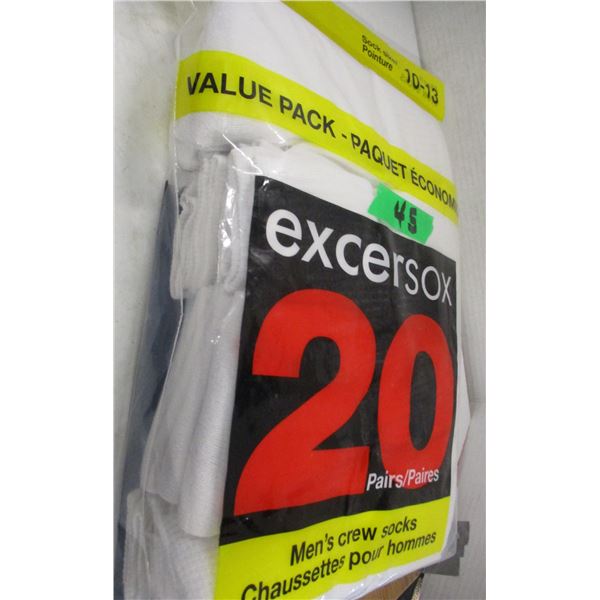 Sock size
Pointure 10-13
VALUE PACK - PAQUET ÉCONOM
45
excersox
20
Pairs/Paires
Men's crew socks
Chaussettes pour hommes